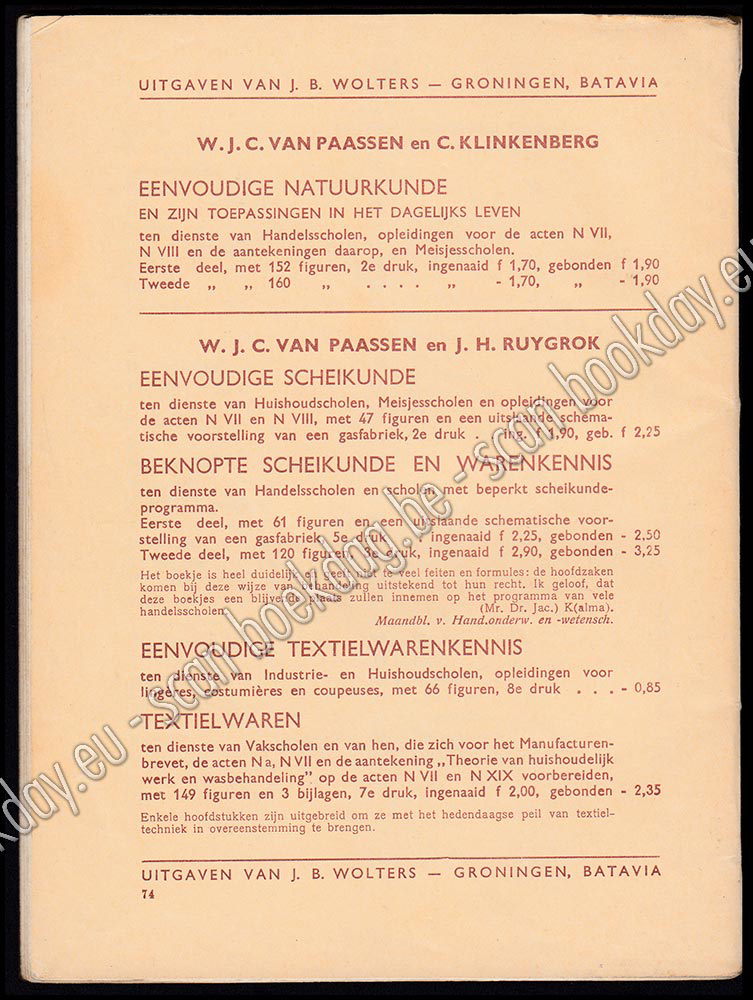 UITGAVEN VAN J. B. WOLTERS — GRONINGEN, BATAVIA
W. J. C. VAN PAASSEN en C. KLINKENBERG
EENVOUDIGE NATUURKUNDE
EN ZIJN TOEPASSINGEN IN HET DAGELIJKS LEVEN
ten dienste van Handelsscholen, opleidingen voor de acten N VII,
N VIII en de aantekeningen daarop, en Meisjesscholen.
Eerste deel, met 152 figuren, 2e druk, ingenaaid f 1,70, gebonden f 1,90
Tweede „ „ 160 „ . . . . „ - 1,70, „ - 1,90
W. J. C. VAN PAASSEN en J. H. RUYGROK
EENVOUDIGE SCHEIKUNDE
ten dienste van Huishoudscholen, Meisjesscholen en opleidingen voor
de acten N VII en N VIII, met 47 figuren en een uitslaande schema-
tische voorstelling van een gasfabriek, 2e druk . ing. f 1,90, geb. f 2,25
BEKNOPTE SCHEIKUNDE EN WARENKENNIS
ten dienste van Handelsscholen en scholen met beperkt scheikunde-
programma.
Eerste deel, met 61 figuren en een uitslaande schematische voor-
stelling van een gasfabriek, 5e druk . ingenaaid f 2,25, gebonden - 2,50
Tweede deel, met 120 figuren, 3e druk, ingenaaid f 2,90, gebonden - 3,25
Het boekje is heel duidelijk en geeft niet te veel feiten en formules: de hoofdzaken
komen bij deze wijze van behandeling uitstekend tot hun recht. Ik geloof, dat
deze boekjes een blijvende plaats zullen innemen op het programma van vele
handelsscholen. (Mr. Dr. Jac.) K(alma).
Maandbl. v. Hand.onderw. en -wetensch.
EENVOUDIGE TEXTIELWARENKENNIS
ten dienste van Industrie- en Huishoudscholen, opleidingen voor
lingères, costumières en coupeuses, met 66 figuren, 8e druk . . . - 0,85
TEXTIELWAREN
ten dienste van Vakscholen en van hen, die zich voor het Manufacturen-
brevet, de acten N a, N VII en de aantekening „Theorie van huishoudelijk
werk en wasbehandeling" op de acten N VII en N XIX voorbereiden,
met 149 figuren en 3 bijlagen, 7e druk, ingenaaid f 2,00, gebonden - 2,35
Enkele hoofdstukken zijn uitgebreid om ze met het hedendaagse peil van textiel-
techniek in overeenstemming te brengen.
UITGAVEN VAN J. B. WOLTERS — GRONINGEN, BATAVIA
74
bookday.eu - scan bookdag.be - scan bookday.eu